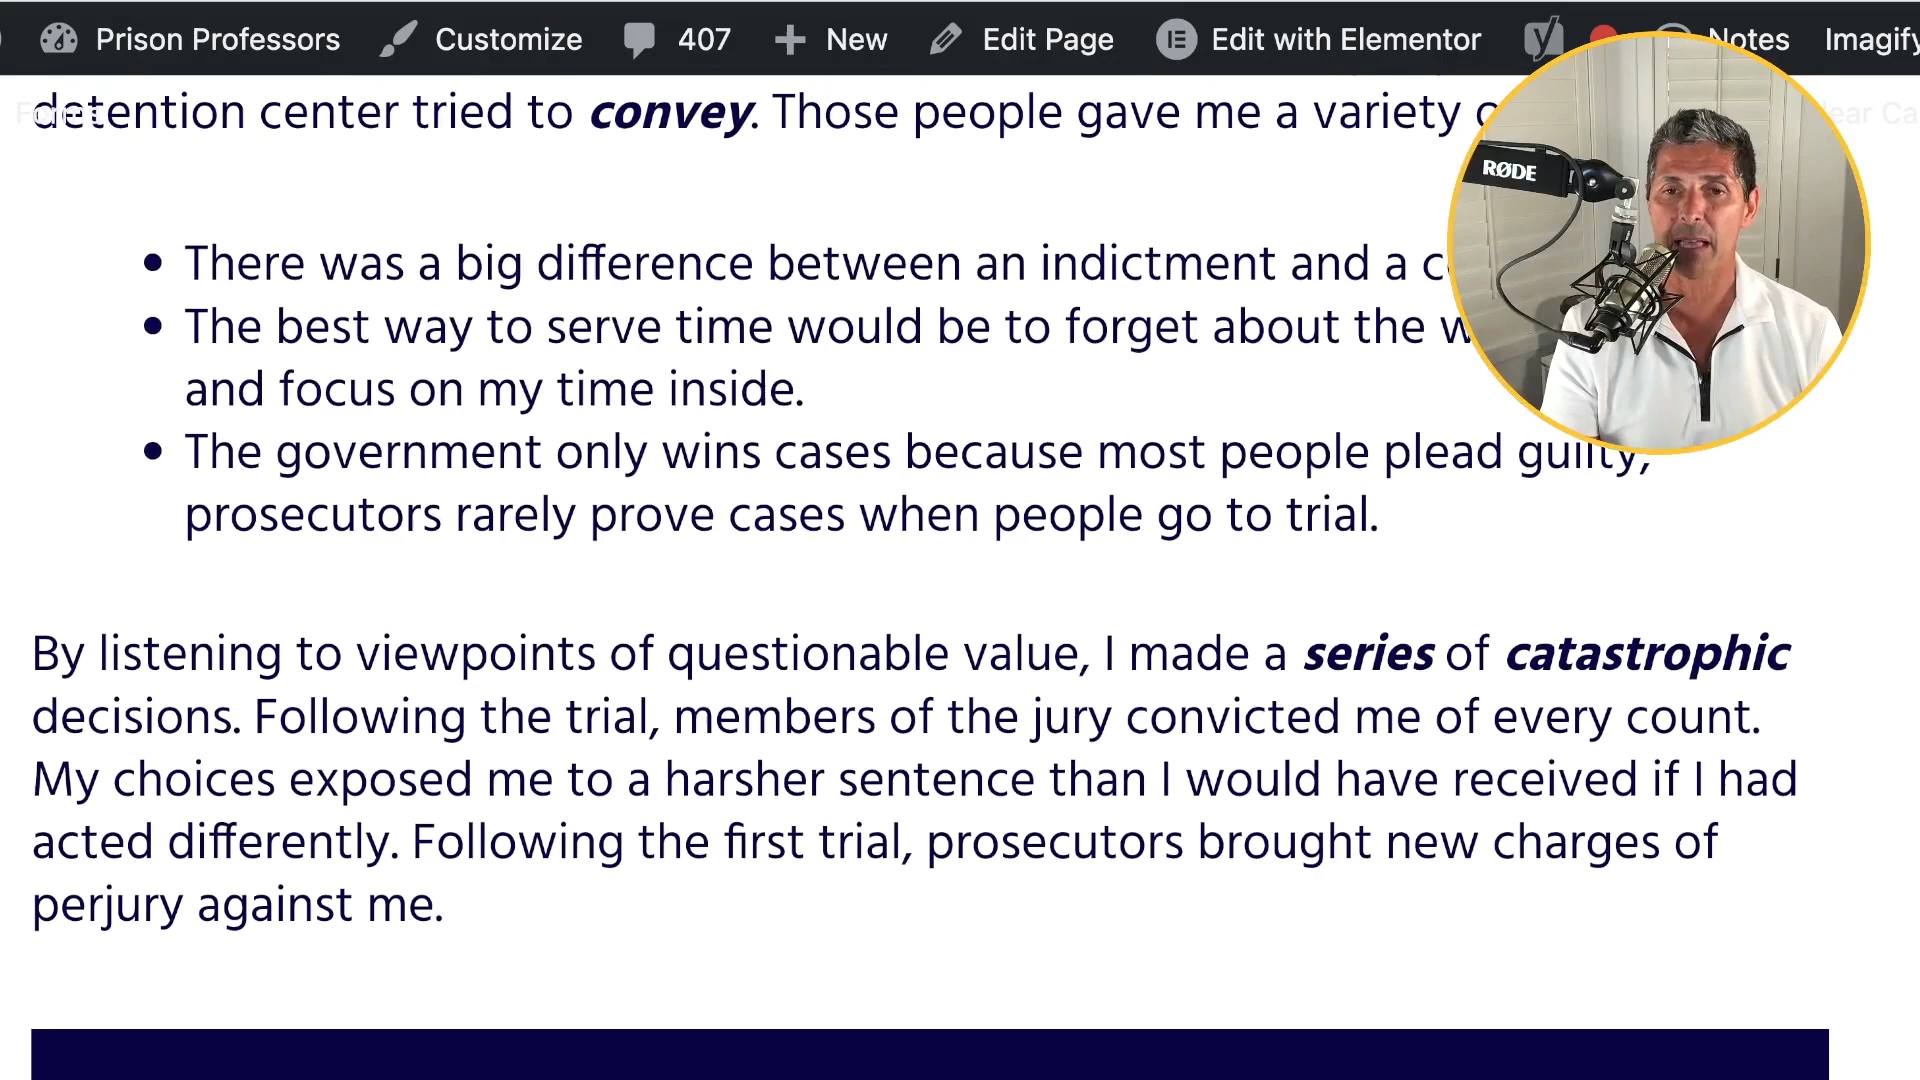 Prison Professors Customize 407 New Edit Page Edit with Elementor Notes Imagify
detention center tried to convey. Those people gave me a variety
RØDE
• There was a big difference between an indictment and a
• The best way to serve time would be to forget about the
and focus on my time inside.
• The government only wins cases because most people plead guilty;
prosecutors rarely prove cases when people go to trial.
By listening to viewpoints of questionable value, I made a series of catastrophic
decisions. Following the trial, members of the jury convicted me of every count.
My choices exposed me to a harsher sentence than I would have received if I had
acted differently. Following the first trial, prosecutors brought new charges of
perjury against me.